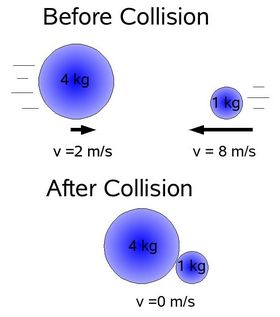 Before Collision
4 kg
1 kg
v =2 m/s
v = 8 m/s
After Collision
4 kg
1 kg
v =0 m/s